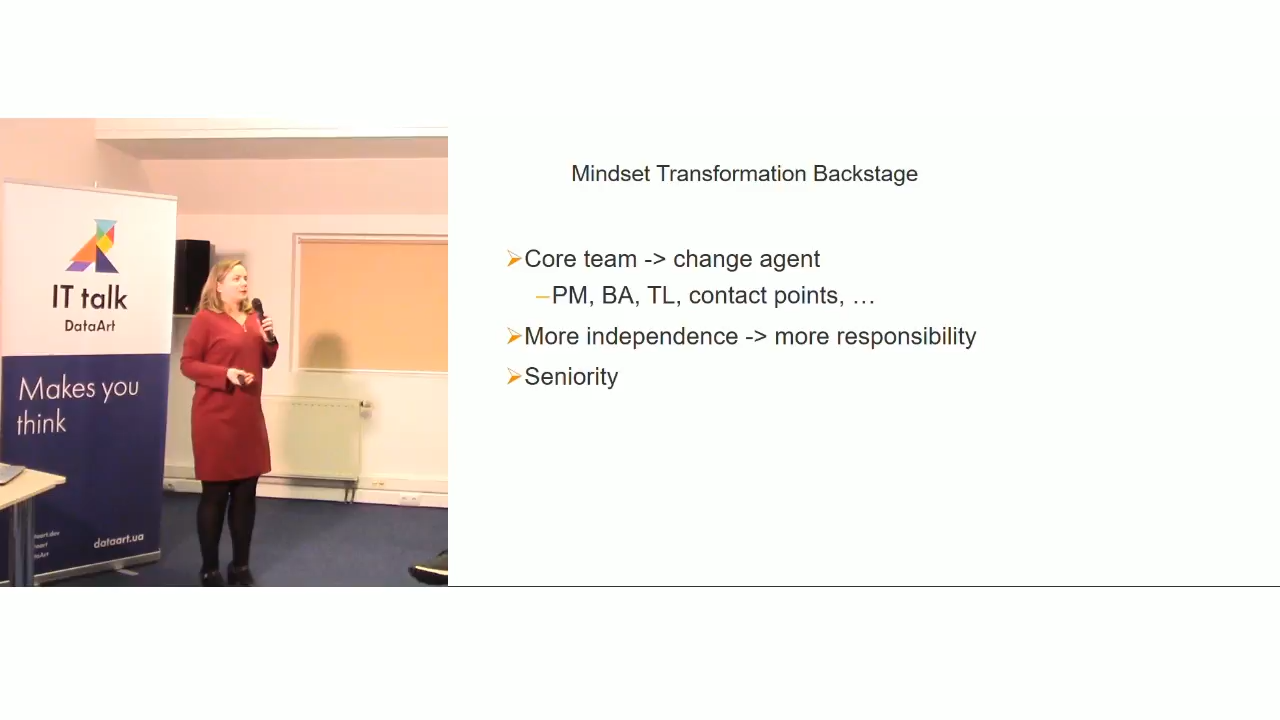 IT talk
DataArt
Makes you
think
dataart.ua
Mindset Transformation Backstage
➢Core team -> change agent
–PM, BA, TL, contact points, …
➢More independence -> more responsibility
➢Seniority